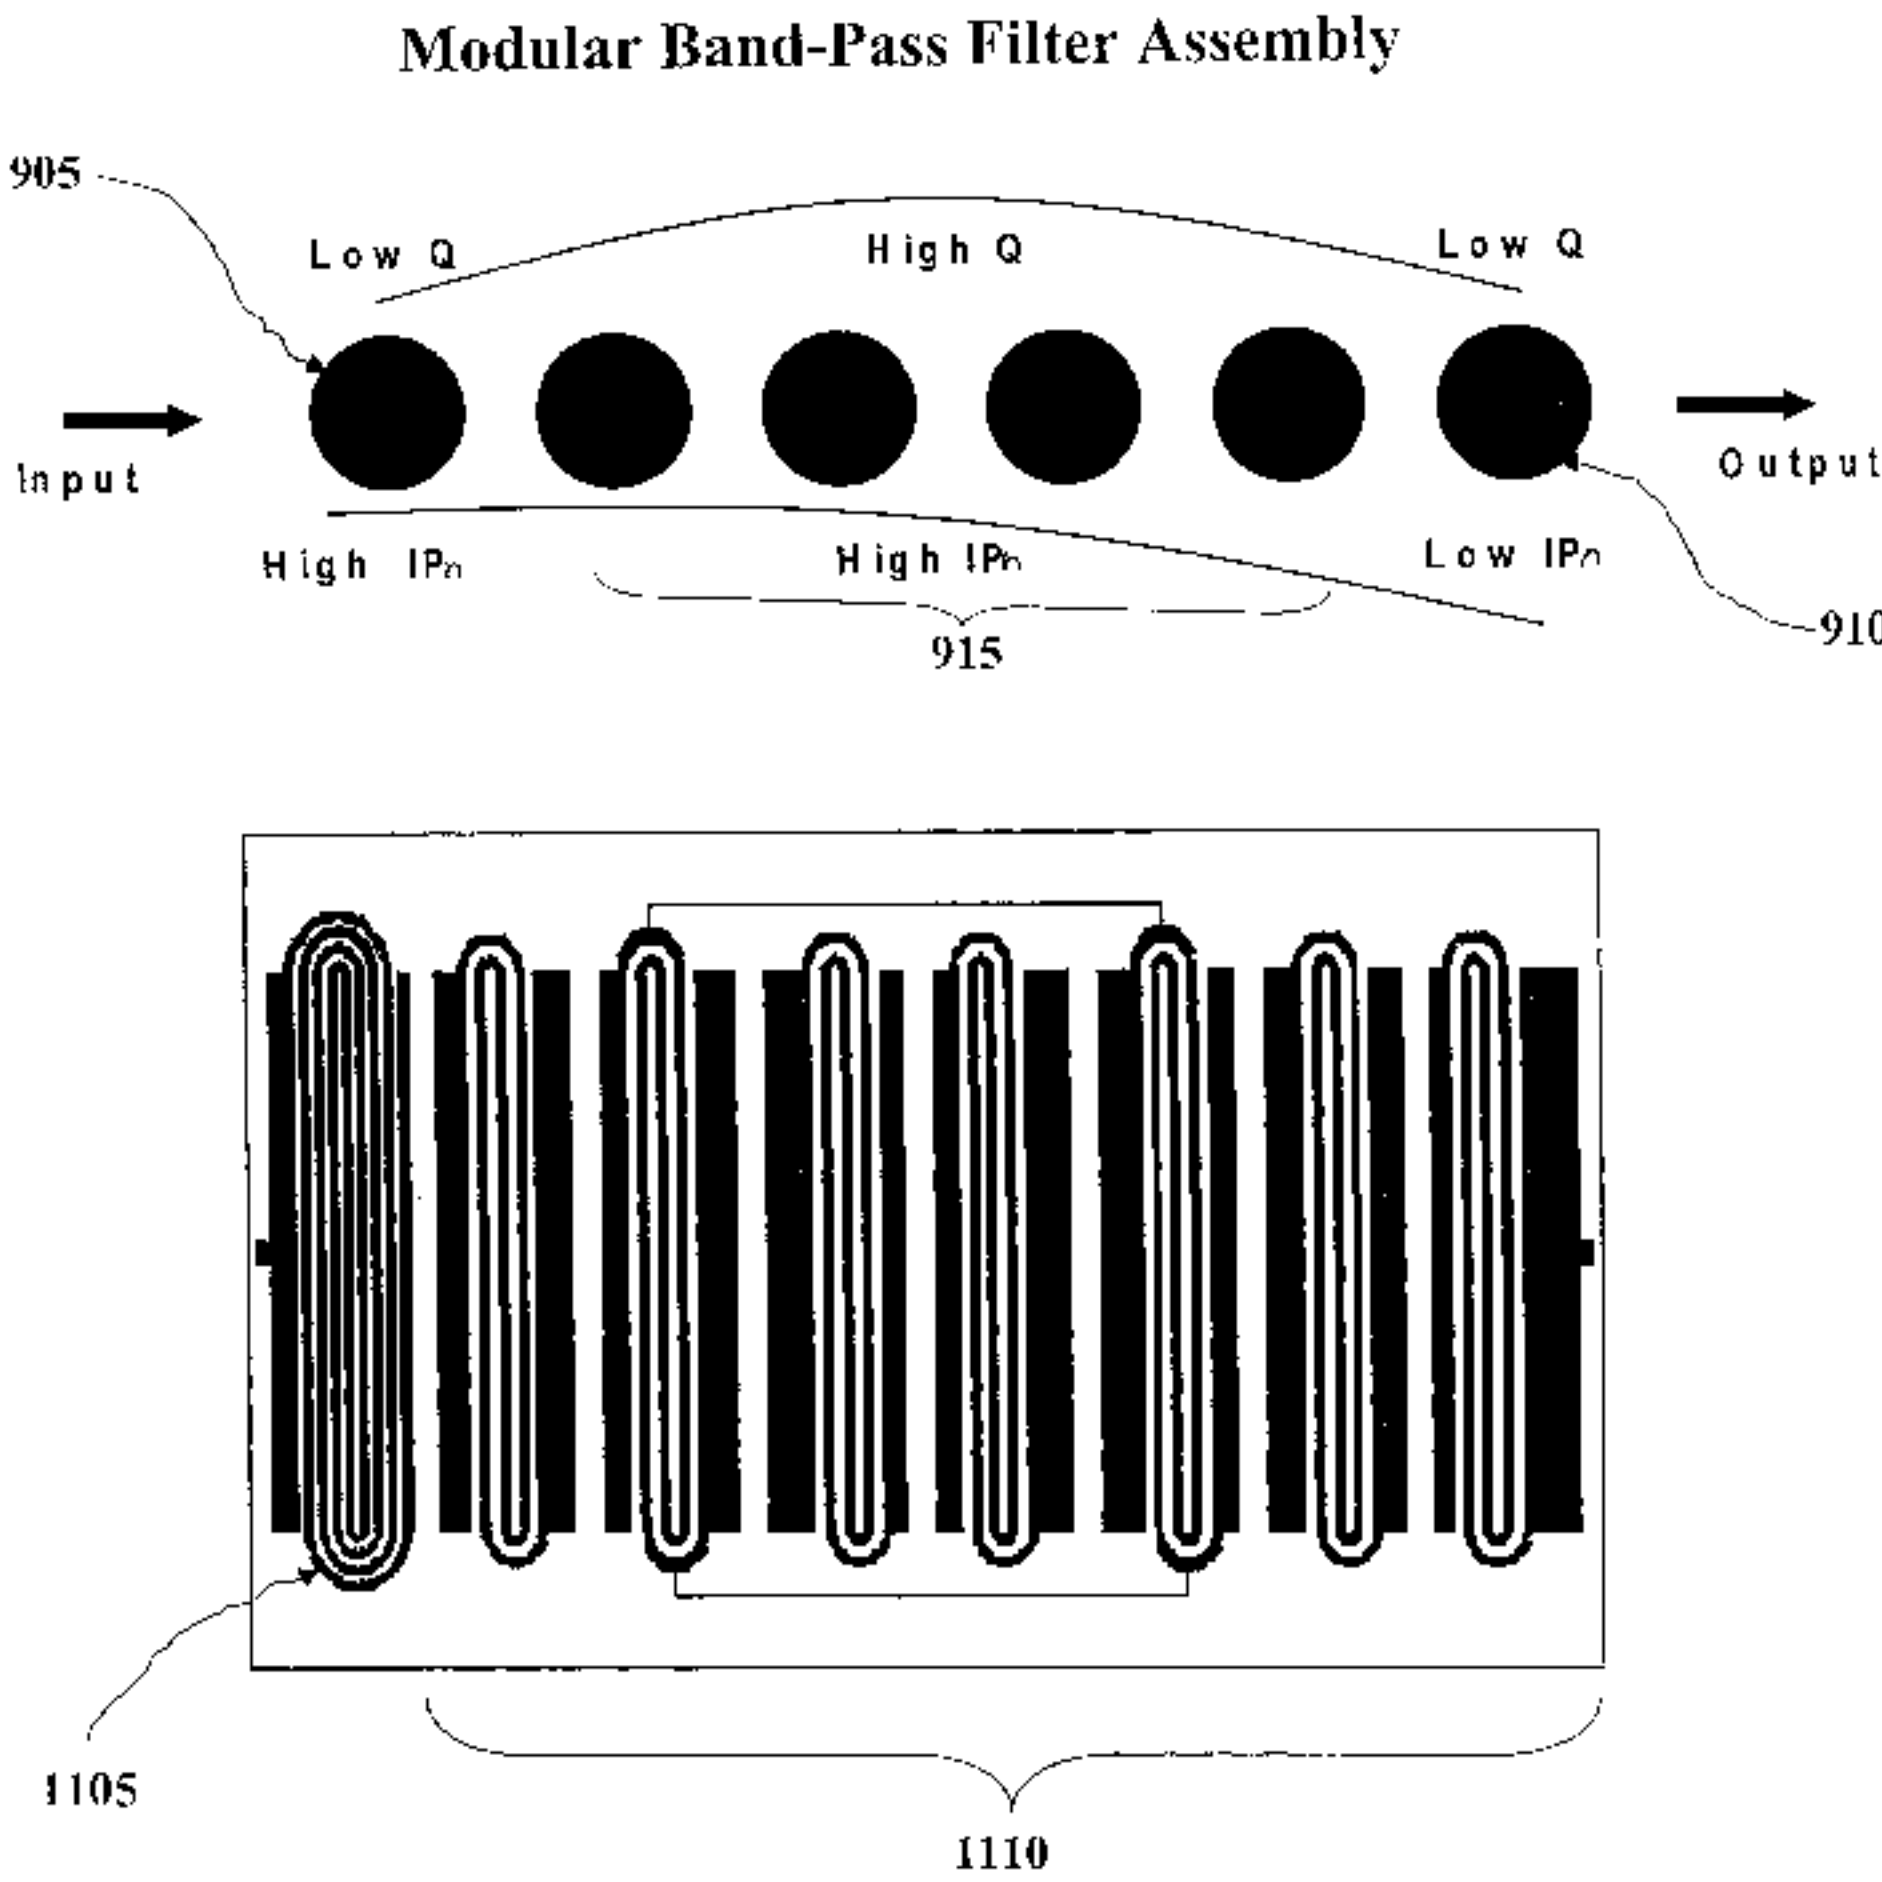 Modular Band-Pass Filter Assembly
905
Low Q
High Q
Low Q
Input
Output
High IPn
High IPn
Low IPn
915
910
1105
1110